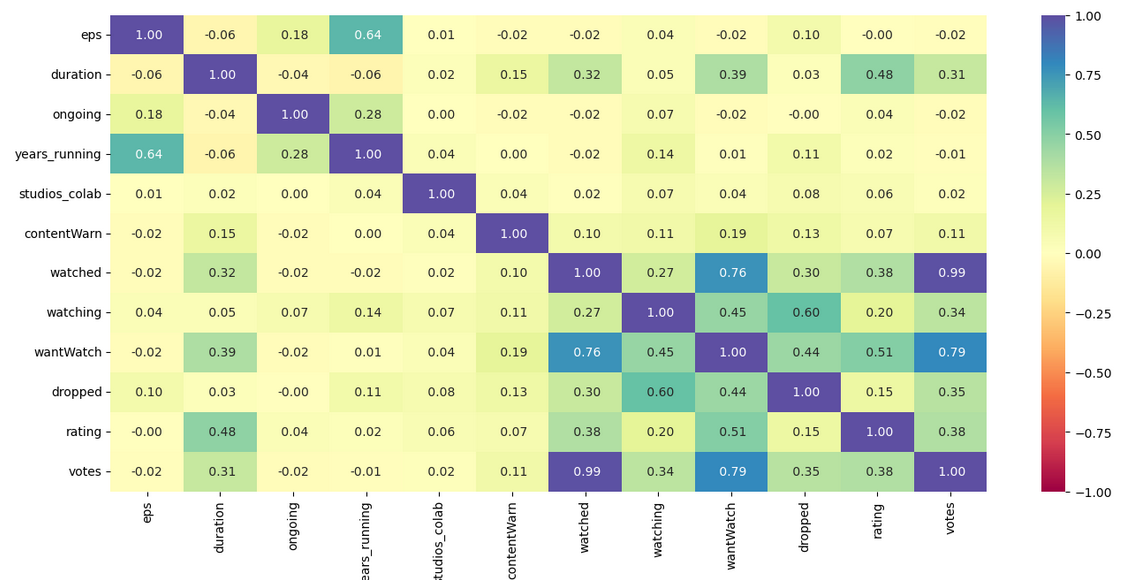 eps 1.00 -0.06 0.18 0.64 0.01 -0.02 -0.02 0.04 -0.02 0.10 -0.00 -0.02
duration -0.06 1.00 -0.04 -0.06 0.02 0.15 0.32 0.05 0.39 0.03 0.48 0.31
ongoing 0.18 -0.04 1.00 0.28 0.00 -0.02 -0.02 0.07 -0.02 -0.00 0.04 -0.02
years_running 0.64 -0.06 0.28 1.00 0.04 0.00 -0.02 0.14 0.01 0.11 0.02 -0.01
studios_colab 0.01 0.02 0.00 0.04 1.00 0.04 0.02 0.07 0.04 0.08 0.06 0.02
contentWarn -0.02 0.15 -0.02 0.00 0.04 1.00 0.10 0.11 0.19 0.13 0.07 0.11
watched -0.02 0.32 -0.02 -0.02 0.02 0.10 1.00 0.27 0.76 0.30 0.38 0.99
watching 0.04 0.05 0.07 0.14 0.07 0.11 0.27 1.00 0.45 0.60 0.20 0.34
wantWatch -0.02 0.39 -0.02 0.01 0.04 0.19 0.76 0.45 1.00 0.44 0.51 0.79
dropped 0.10 0.03 -0.00 0.11 0.08 0.13 0.30 0.60 0.44 1.00 0.15 0.35
rating -0.00 0.48 0.04 0.02 0.06 0.07 0.38 0.20 0.51 0.15 1.00 0.38
votes -0.02 0.31 -0.02 -0.01 0.02 0.11 0.99 0.34 0.79 0.35 0.38 1.00
eps
duration
ongoing
ears_running
tudios_colab
contentWarn
watched
watching
wantWatch
dropped
rating
votes
1.00
0.75
0.50
0.25
0.00
−0.25
−0.50
−0.75
−1.00